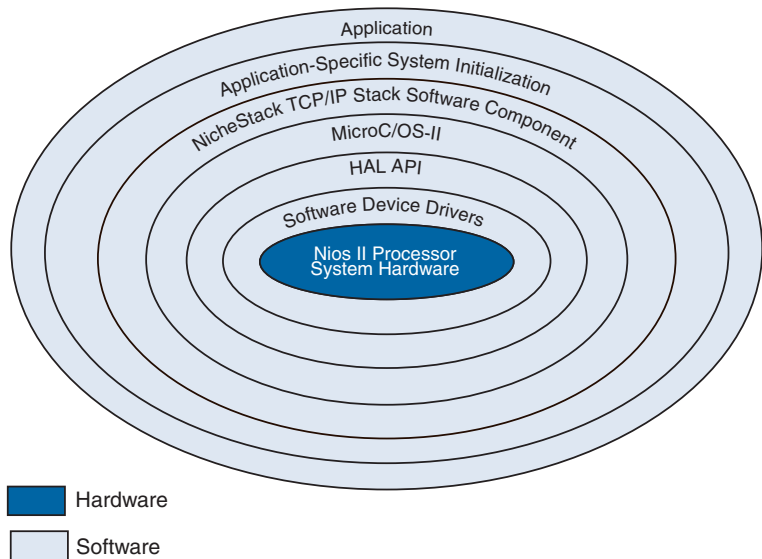 Application
Application-Specific System Initialization
NicheStack TCP/IP Stack Software Component
MicroC/OS-II
HAL API
Software Device Drivers
Nios II Processor
System Hardware
Hardware
Software